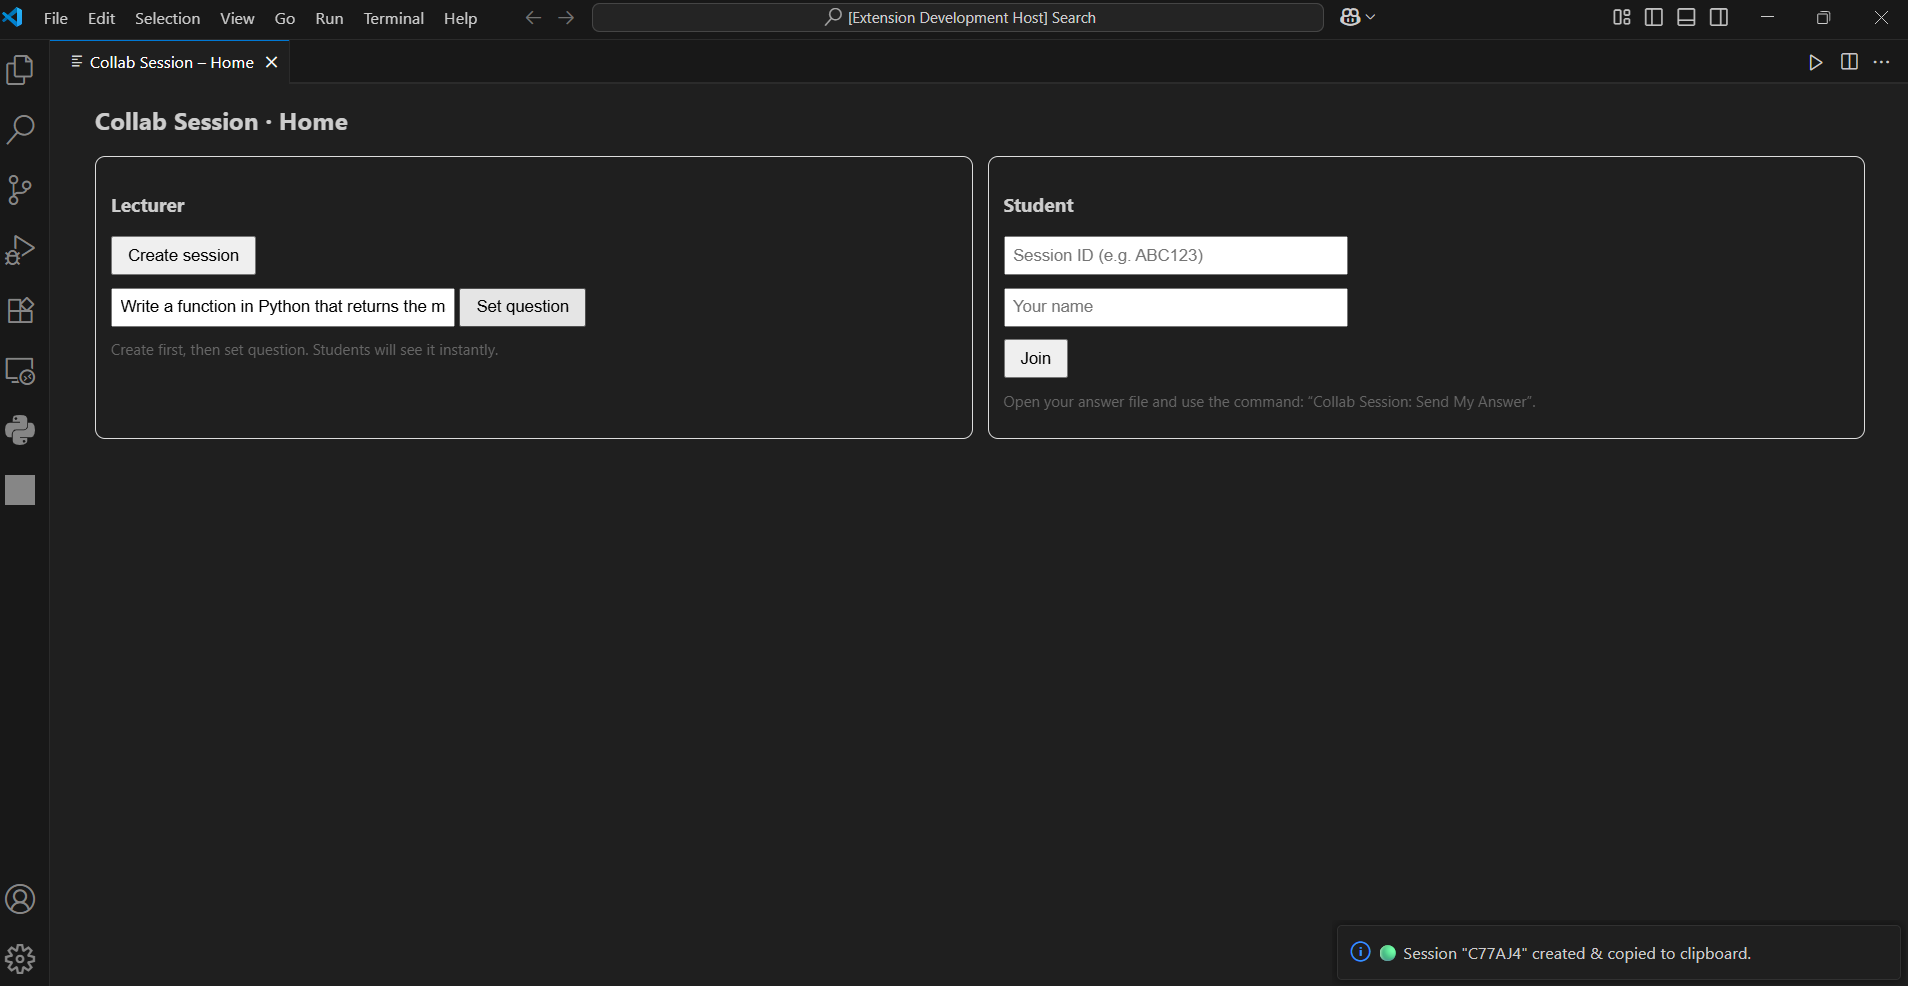 File Edit Selection View Go Run Terminal Help
[Extension Development Host] Search
Collab Session – Home
Collab Session · Home
Lecturer
Create session
Write a function in Python that returns the m
Set question
Create first, then set question. Students will see it instantly.
Student
Session ID (e.g. ABC123)
Your name
Join
Open your answer file and use the command: “Collab Session: Send My Answer”.
Session "C77AJ4" created & copied to clipboard.